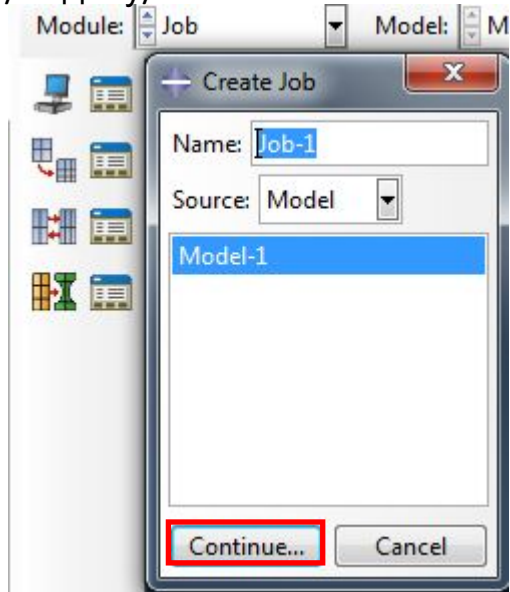 Module: Job Model: M
Create Job
Name: Job-1
Source: Model
Model-1
Continue... Cancel